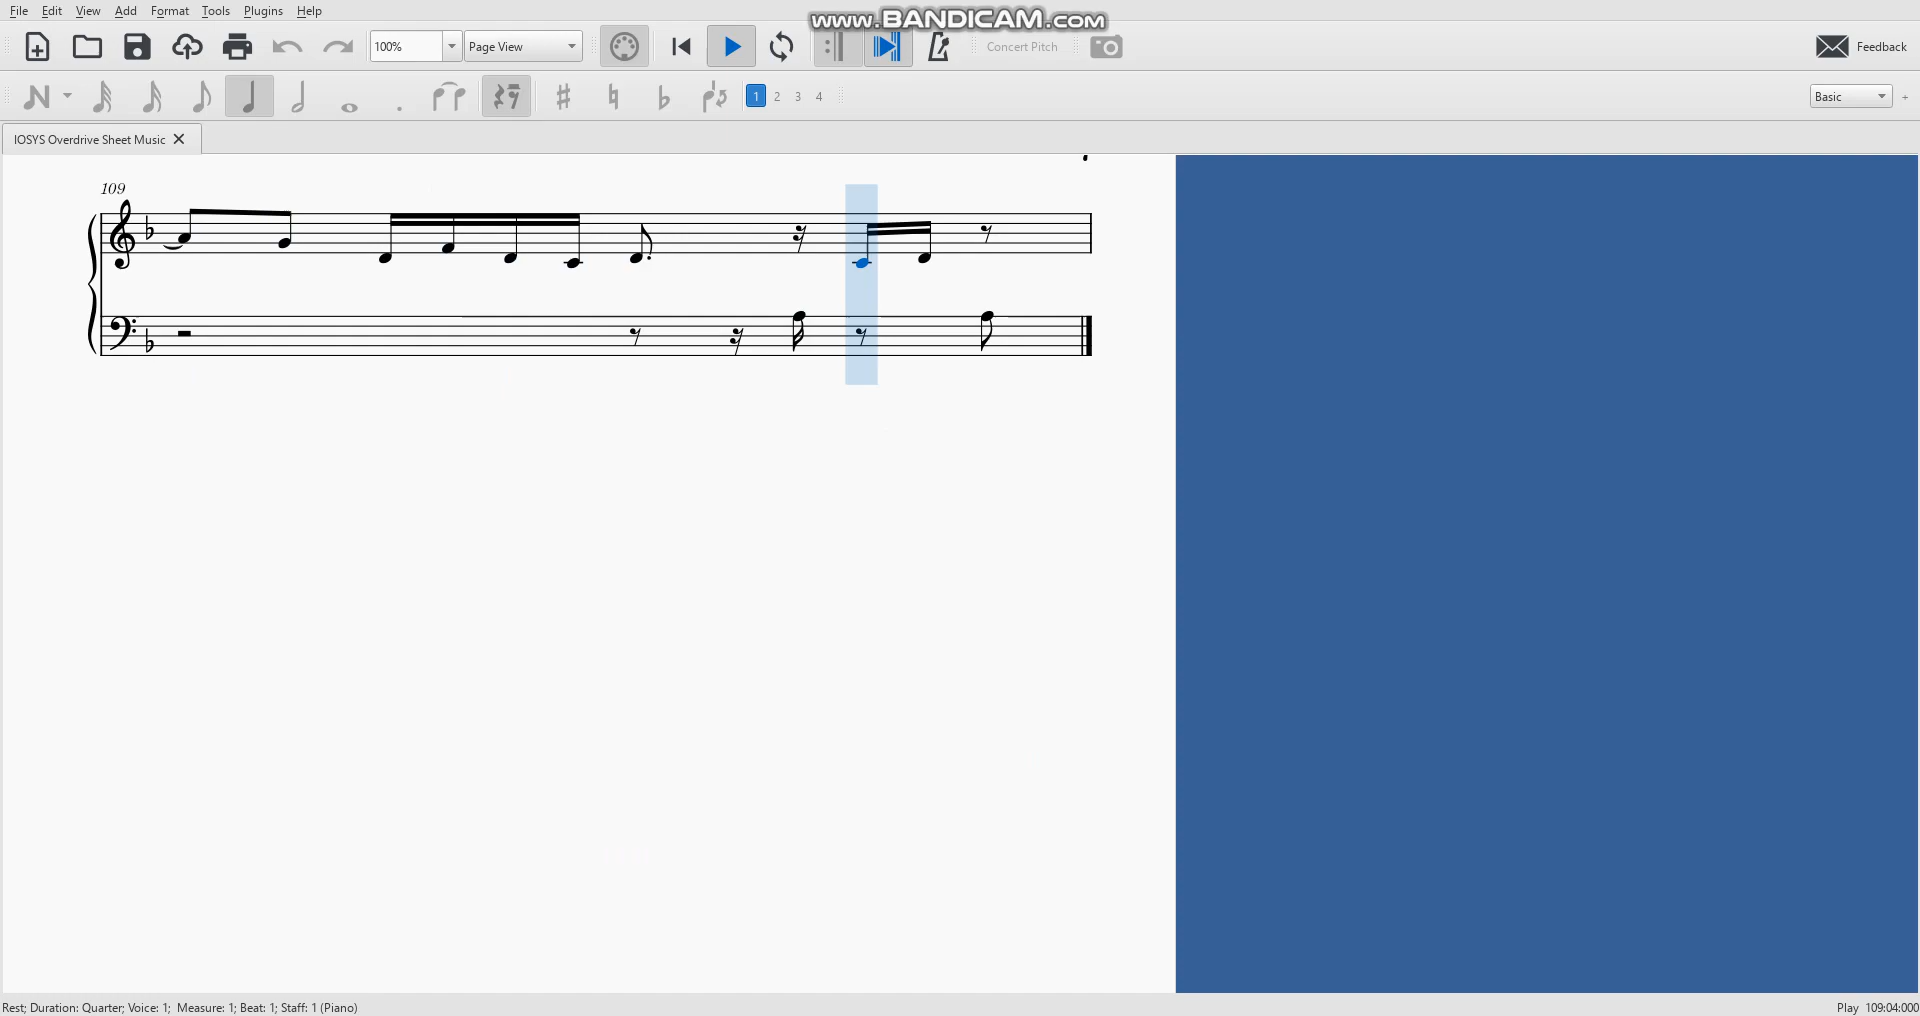 File Edit View Add Format Tools Plugins Help
www.BANDICAM.com
100% Page View Concert Pitch Feedback
1 2 3 4 Basic +
IOSYS Overdrive Sheet Music
109
Rest; Duration: Quarter; Voice: 1; Measure: 1; Beat: 1; Staff: 1 (Piano) Play 109:04:000